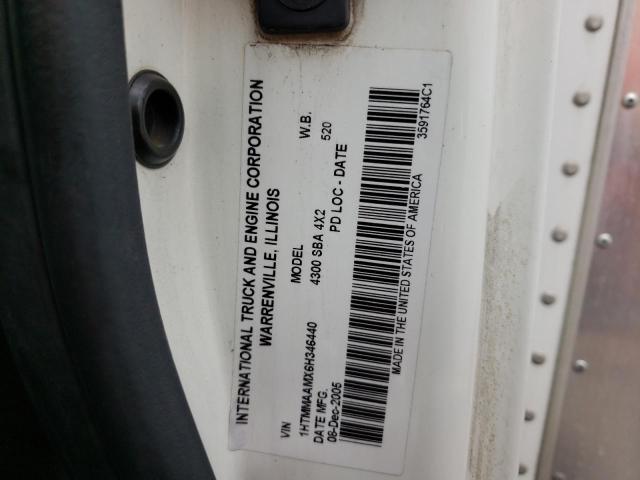 INTERNATIONAL TRUCK AND ENGINE CORPORATION
WARRENVILLE, ILLINOIS
VIN MODEL W.B.
1HTMMAAMX6H346440 4300 SBA 4X2 520
DATE MFG. PD LOC - DATE
08-Dec-2005
MADE IN THE UNITED STATES OF AMERICA 3591764C1